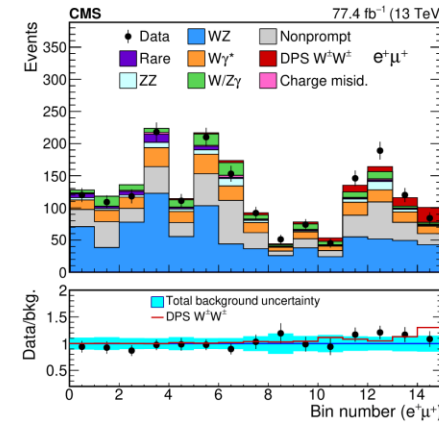 CMS 77.4 fb⁻¹ (13 TeV)
Events
Data WZ Nonprompt
Rare Wγ* DPS W±W± e⁺μ⁺
ZZ W/Zγ Charge misid.
350
300
250
200
150
100
50
0
Data/bkg.
2
1.5
1
0.5
Total background uncertainty
DPS W±W±
0 2 4 6 8 10 12 14
Bin number (e⁺μ⁺)